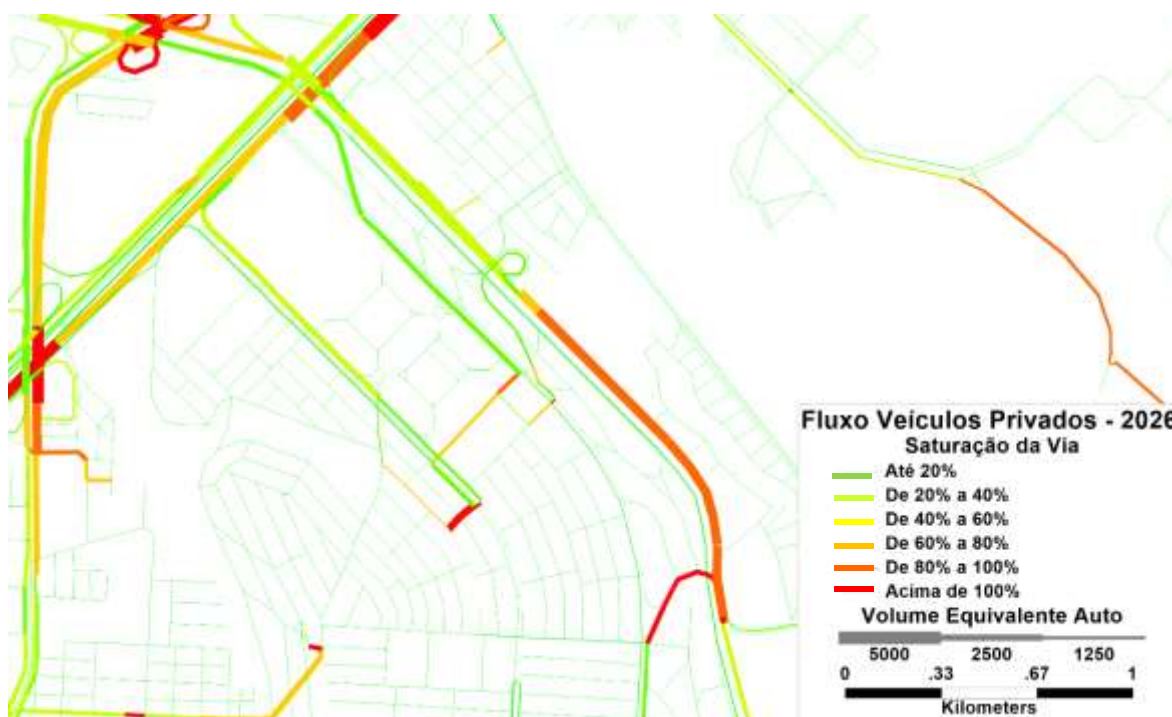 Fluxo Veículos Privados - 2026
Saturação da Via
Até 20%
De 20% a 40%
De 40% a 60%
De 60% a 80%
De 80% a 100%
Acima de 100%
Volume Equivalente Auto
5000 2500 1250
0 .33 .67 1
Kilometers